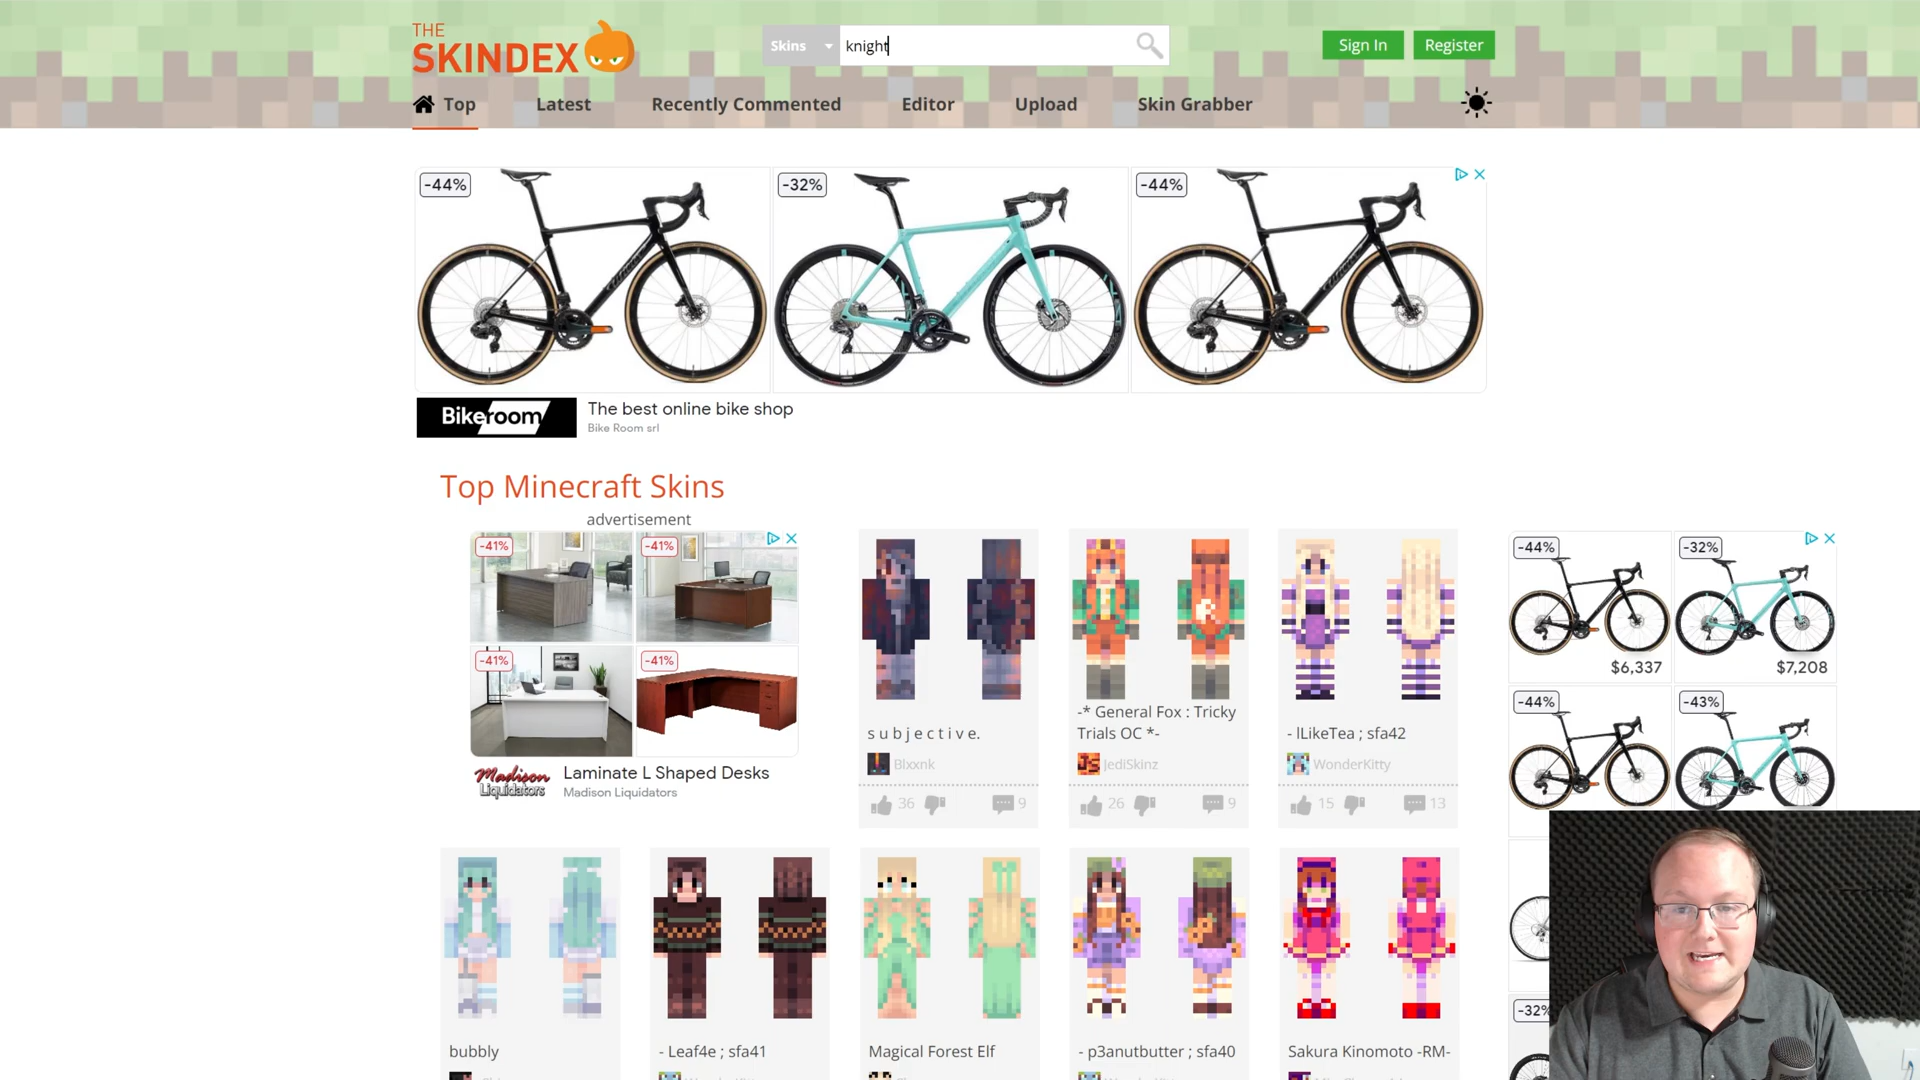 THE
SKINDEX
Skins
knight
Sign In
Register
Top
Latest
Recently Commented
Editor
Upload
Skin Grabber
-44%
-32%
-44%
Bikeroom
The best online bike shop
Bike Room srl
Top Minecraft Skins
advertisement
-41%
-41%
-41%
-41%
Madison
Liquidators
Laminate L Shaped Desks
Madison Liquidators
s u b j e c t i v e.
Blxxnk
36
9
-* General Fox : Tricky
Trials OC *-
JediSkinz
26
9
- lLikeTea ; sfa42
WonderKitty
15
13
-44%
$6,337
-32%
$7,208
-44%
-43%
-32%
bubbly
- Leaf4e ; sfa41
Magical Forest Elf
- p3anutbutter ; sfa40
Sakura Kinomoto -RM-